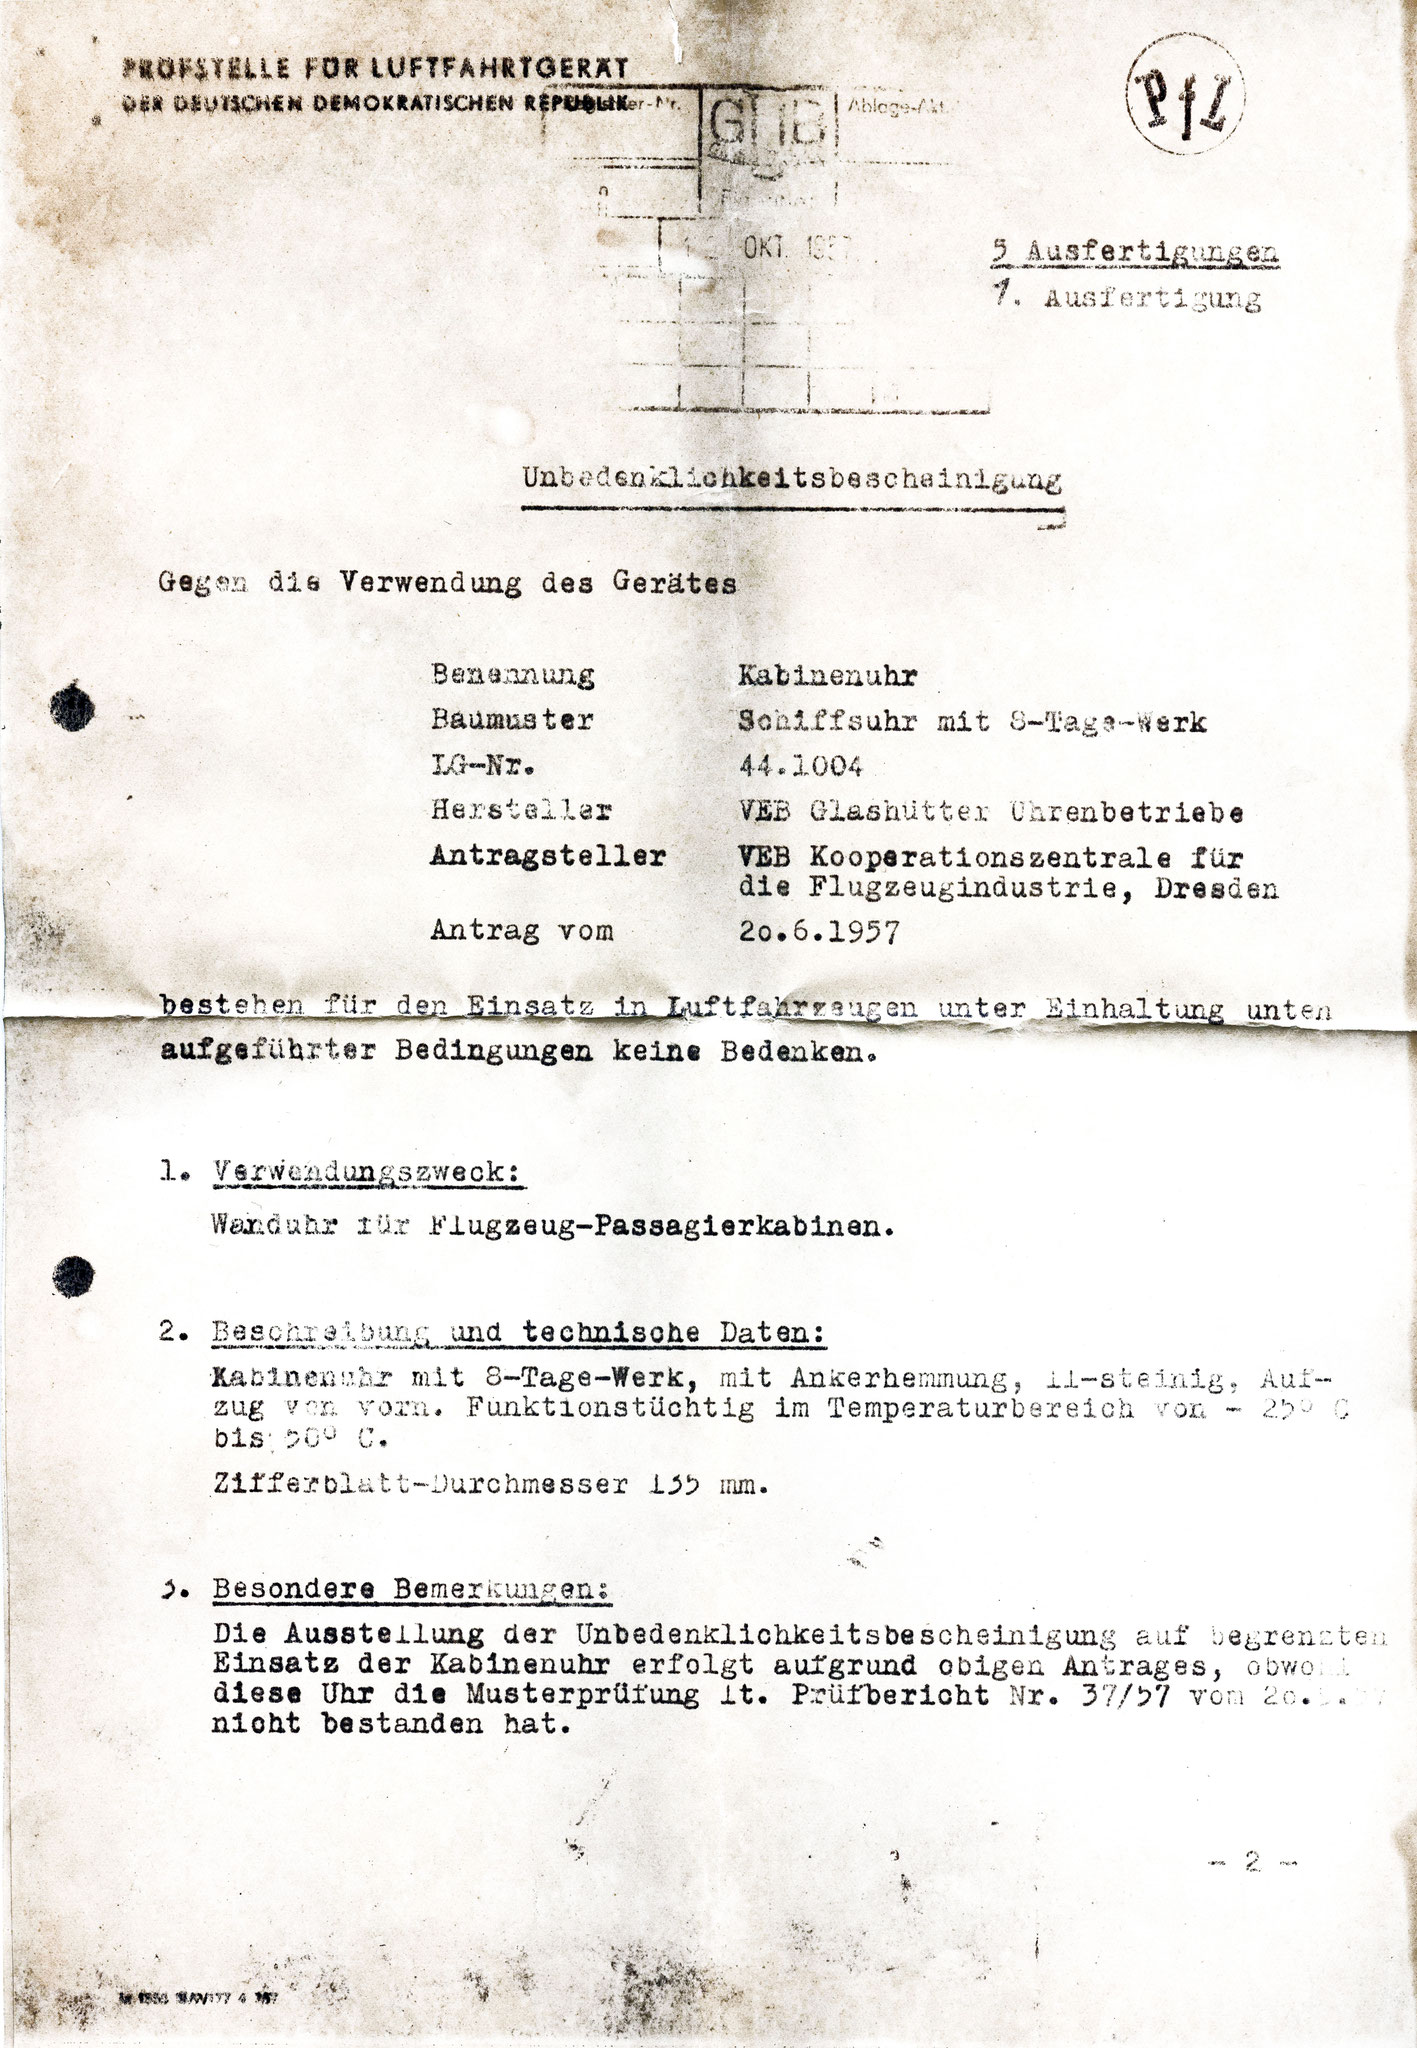 PRÜFSTELLE FÜR LUFTFAHRTGERÄT
DER DEUTSCHEN DEMOKRATISCHEN REPUBLIK
PfL
GUB
Ablage-Akt.
OKT. 1957
5 Ausfertigungen
1. Ausfertigung
Unbedenklichkeitsbescheinigung
Gegen die Verwendung des Gerätes
Benennung Kabinenuhr
Baumuster Schiffsuhr mit 8-Tage-Werk
LG-Nr. 44.1004
Hersteller VEB Glashütter Uhrenbetriebe
Antragsteller VEB Kooperationszentrale für
die Flugzeugindustrie, Dresden
Antrag vom 2o.6.1957
bestehen für den Einsatz in Luftfahrzeugen unter Einhaltung unten
aufgeführter Bedingungen keine Bedenken.
1. Verwendungszweck:
Wanduhr für Flugzeug-Passagierkabinen.
2. Beschreibung und technische Daten:
Kabinenuhr mit 8-Tage-Werk, mit Ankerhemmung, 11-steinig, Auf-
zug von vorn. Funktionstüchtig im Temperaturbereich von - 25° C
bis 50° C.
Zifferblatt-Durchmesser 135 mm.
3. Besondere Bemerkungen:
Die Ausstellung der Unbedenklichkeitsbescheinigung auf begrenzten
Einsatz der Kabinenuhr erfolgt aufgrund obigen Antrages, obwohl
diese Uhr die Musterprüfung lt. Prüfbericht Nr. 37/57 vom
nicht bestanden hat.
- 2 -